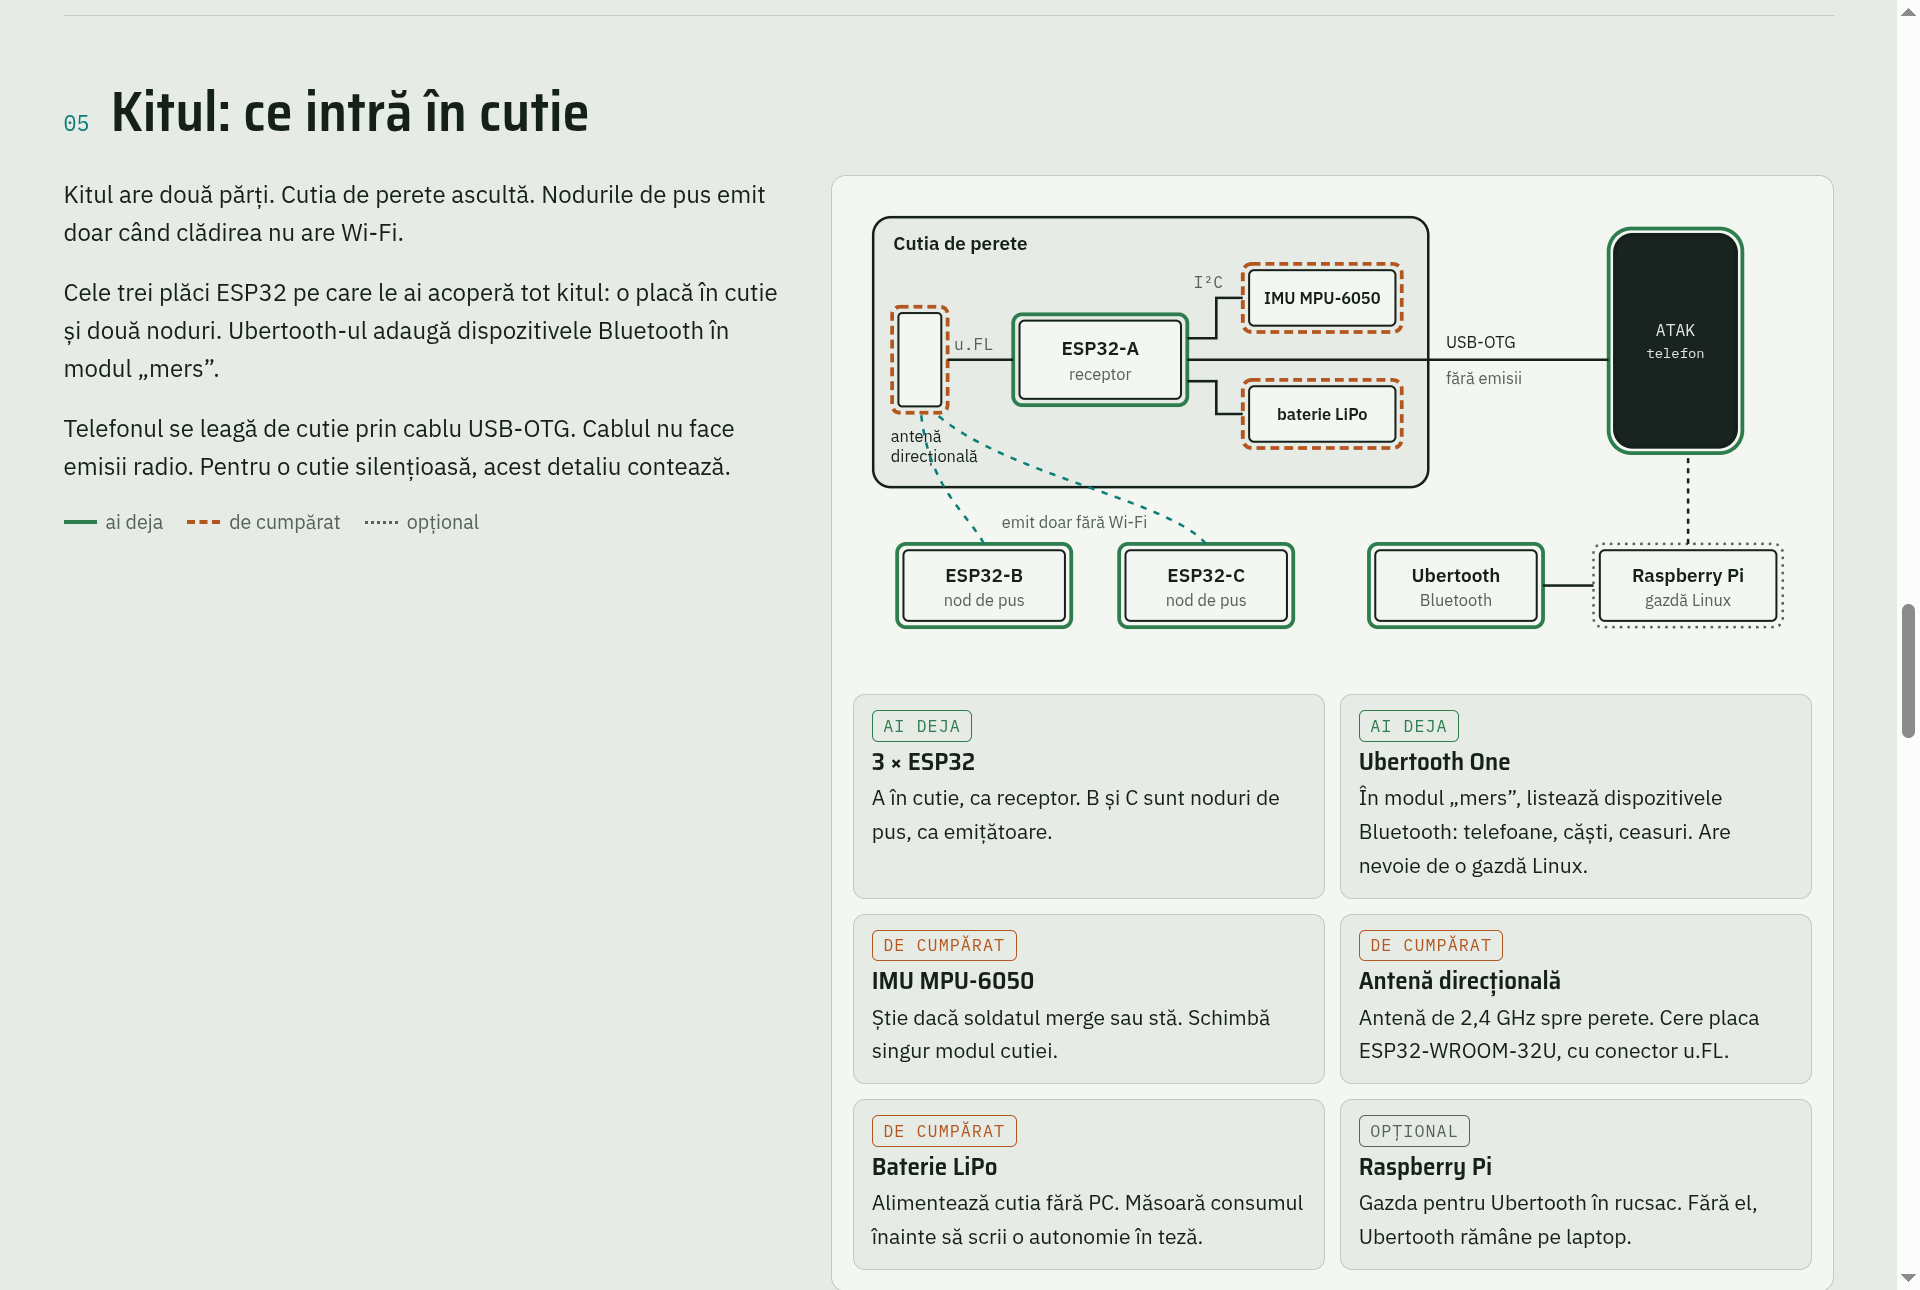 05 Kitul: ce intră în cutie
Kitul are două părți. Cutia de perete ascultă. Nodurile de pus emit
doar când clădirea nu are Wi-Fi.
Cele trei plăci ESP32 pe care le ai acoperă tot kitul: o placă în cutie
și două noduri. Ubertooth-ul adaugă dispozitivele Bluetooth în
modul „mers”.
Telefonul se leagă de cutie prin cablu USB-OTG. Cablul nu face
emisii radio. Pentru o cutie silențioasă, acest detaliu contează.
ai deja
de cumpărat
opțional
Cutia de perete
I²C
IMU MPU-6050
u.FL
ESP32-A
receptor
baterie LiPo
antenă
direcțională
USB-OTG
fără emisii
ATAK
telefon
emit doar fără Wi-Fi
ESP32-B
nod de pus
ESP32-C
nod de pus
Ubertooth
Bluetooth
Raspberry Pi
gazdă Linux
AI DEJA
3 × ESP32
A în cutie, ca receptor. B și C sunt noduri de
pus, ca emițătoare.
AI DEJA
Ubertooth One
În modul „mers”, listează dispozitivele
Bluetooth: telefoane, căști, ceasuri. Are
nevoie de o gazdă Linux.
DE CUMPĂRAT
IMU MPU-6050
Știe dacă soldatul merge sau stă. Schimbă
singur modul cutiei.
DE CUMPĂRAT
Antenă direcțională
Antenă de 2,4 GHz spre perete. Cere placa
ESP32-WROOM-32U, cu conector u.FL.
DE CUMPĂRAT
Baterie LiPo
Alimentează cutia fără PC. Măsoară consumul
înainte să scrii o autonomie în teză.
OPȚIONAL
Raspberry Pi
Gazda pentru Ubertooth în rucsac. Fără el,
Ubertooth rămâne pe laptop.